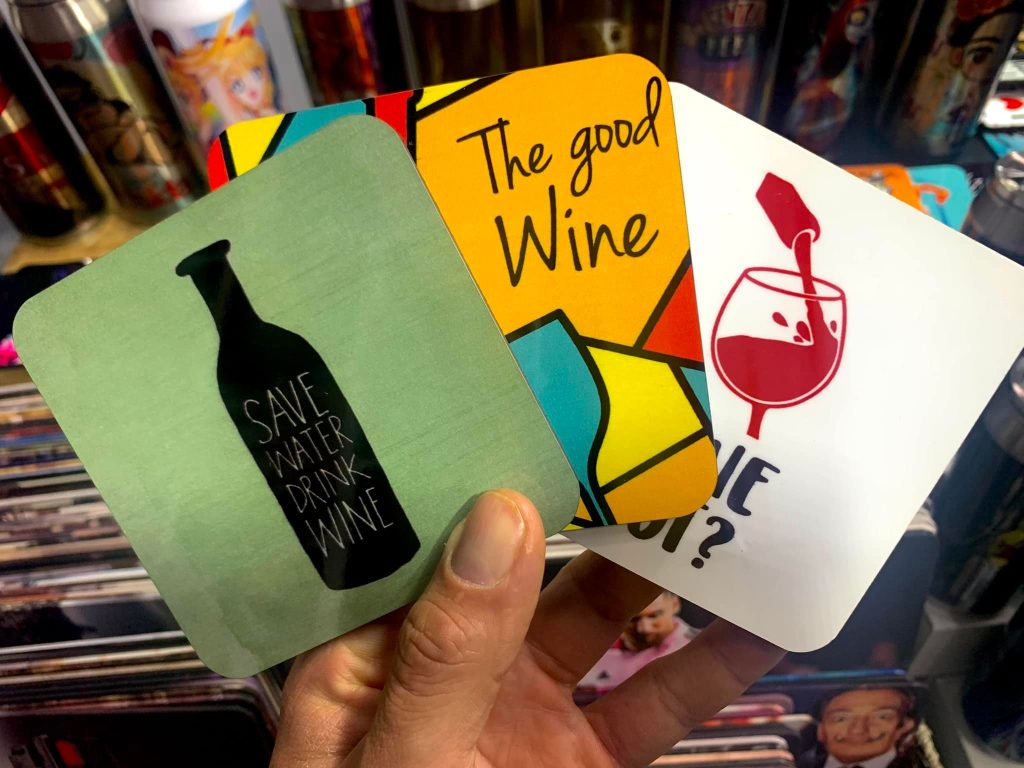 SAVE
WATER
DRINK
WINE
The good
Wine